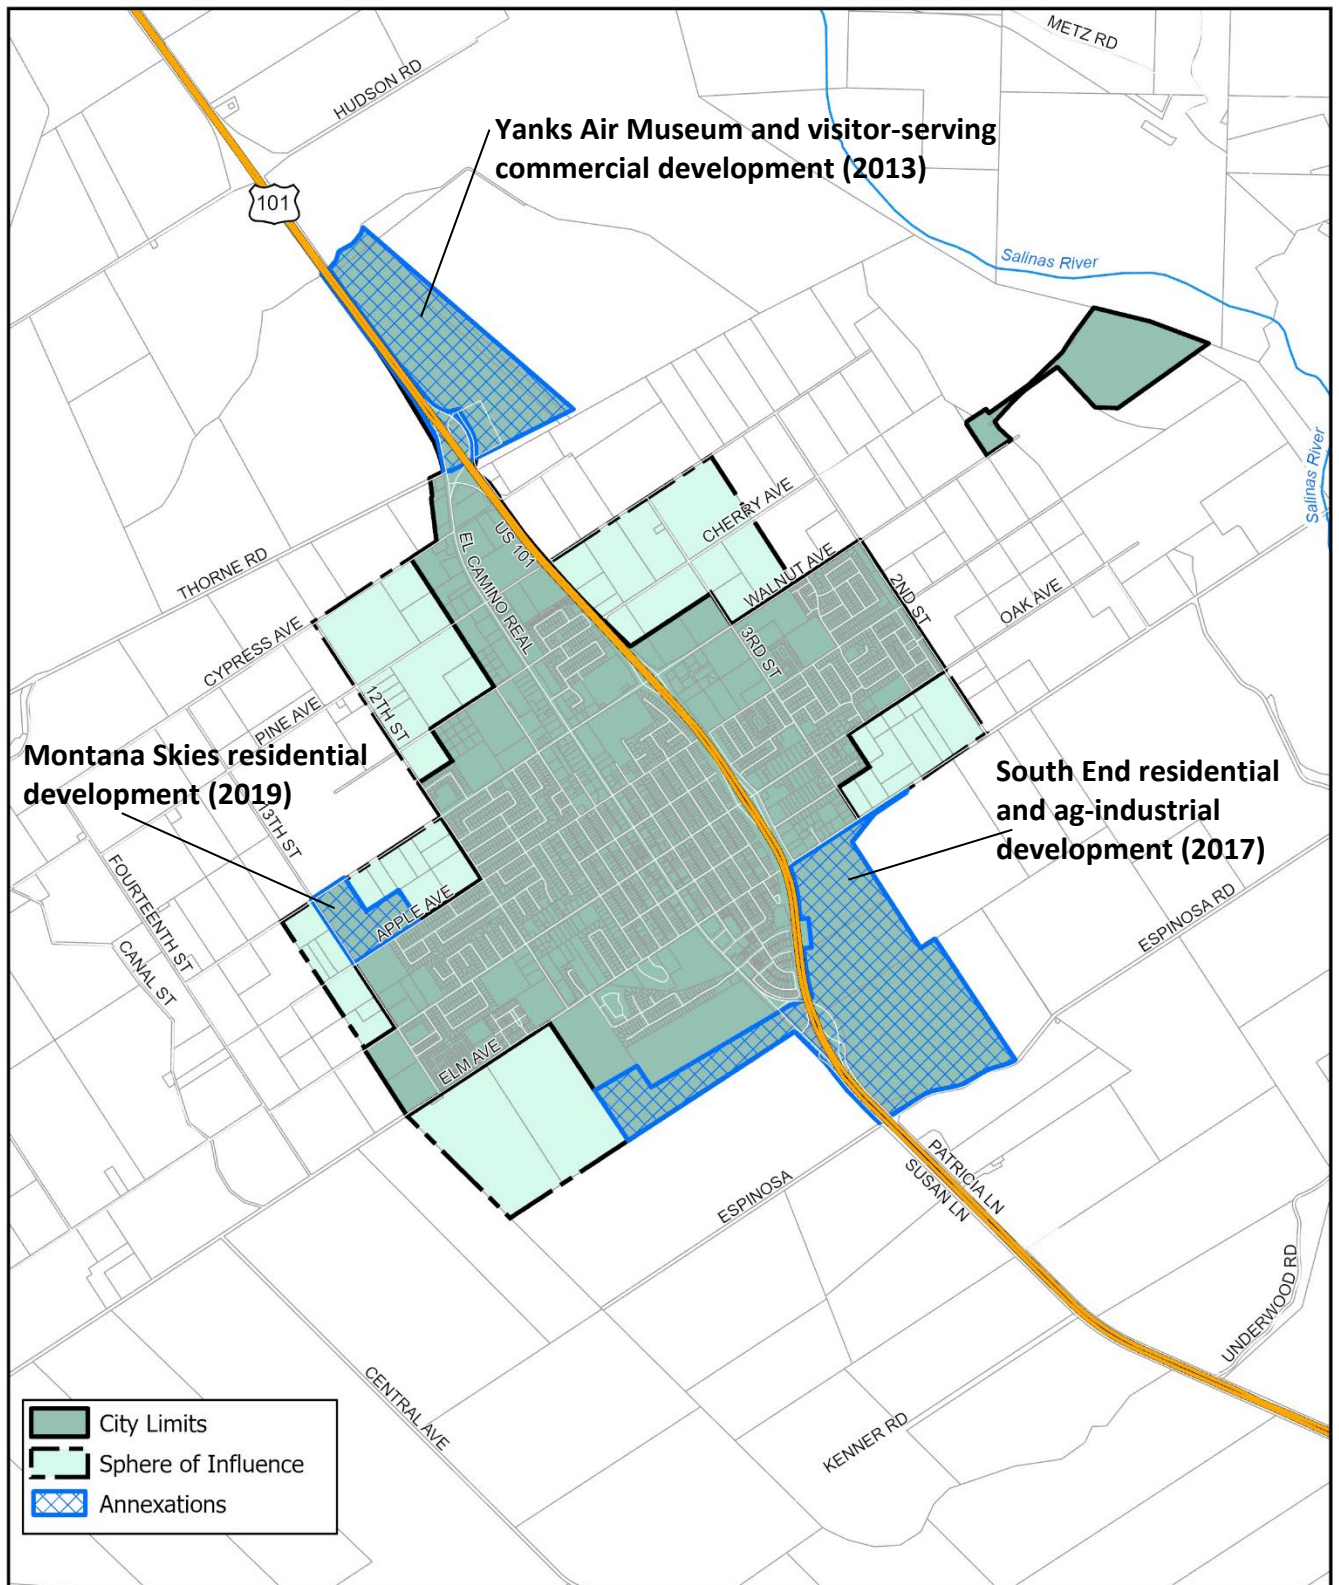 METZ RD
HUDSON RD
Yanks Air Museum and visitor-serving
commercial development (2013)
101
Salinas River
Salinas River
CHERRY AVE
US 101
EL CAMINO REAL
WALNUT AVE
THORNE RD
2ND ST
OAK AVE
3RD ST
CYPRESS AVE
PINE AVE
12TH ST
Montana Skies residential
development (2019)
South End residential
and ag-industrial
development (2017)
13TH ST
FOURTEENTH ST
APPLE AVE
CANAL ST
ESPINOSA RD
ELM AVE
PATRICIA LN
SUSAN LN
ESPINOSA
UNDERWOOD RD
CENTRAL AVE
KENNER RD
City Limits
Sphere of Influence
Annexations